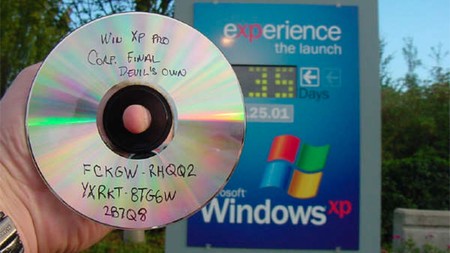 WIN XP PRO
CORP. FINAL
DEVIL'S OWN
FCKGW-RHQQ2
YXRKT-8TG6W
2B7Q8
experience
the launch
Days
.25.01
rosoft
Windows xp